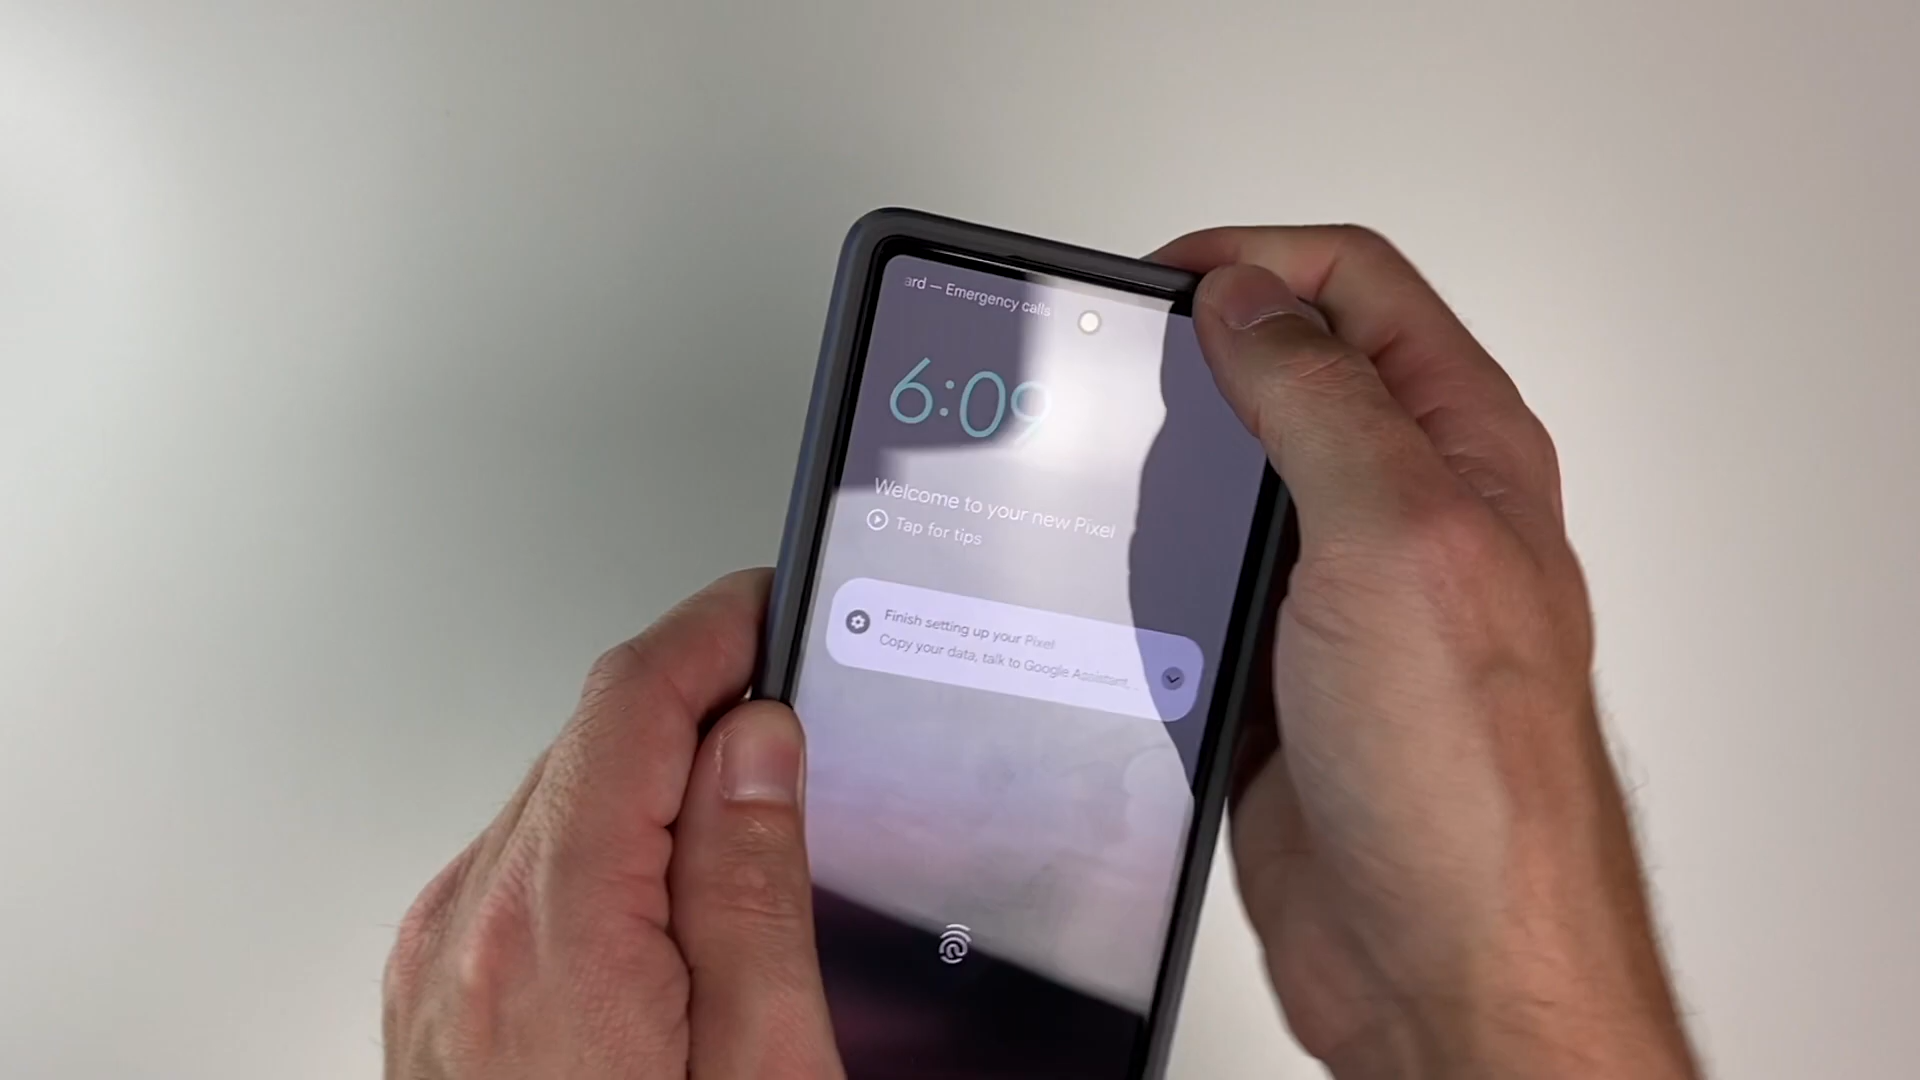 ard — Emergency calls
6:09
Welcome to your new Pixel
Tap for tips
Finish setting up your Pixel
Copy your data, talk to Google Assistant...